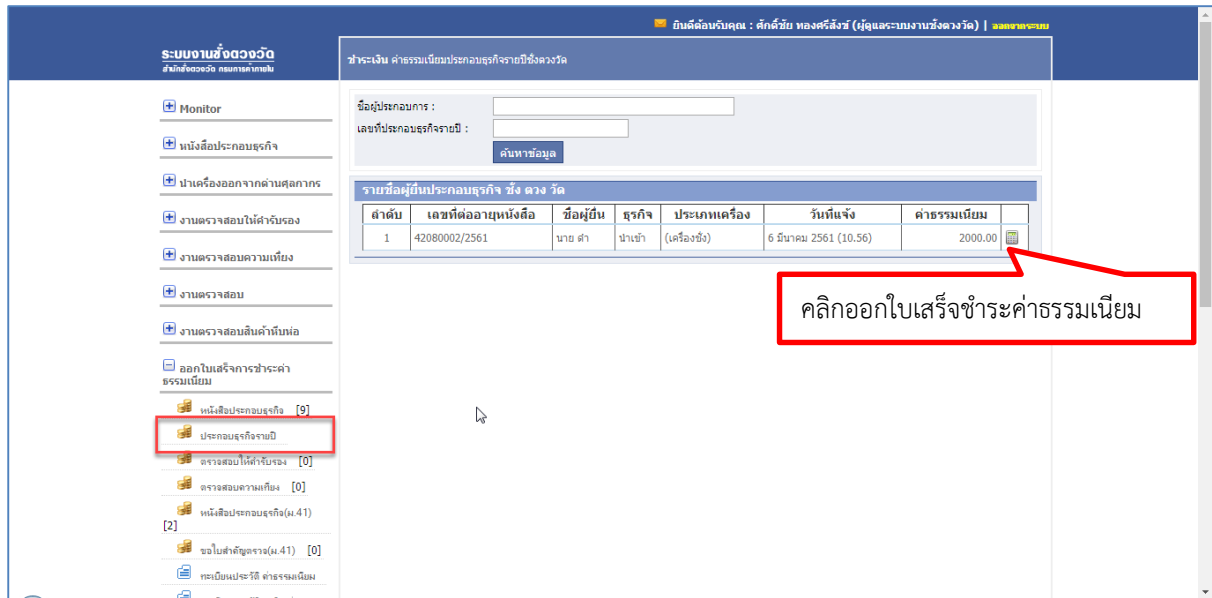 ยินดีต้อนรับคุณ : ศักดิ์ชัย ทองศรีสังข์ (ผู้ดูแลระบบงานชั่งตวงวัด) | ออกจากระบบ
ระบบงานชั่งตวงวัด
สำนักชั่งตวงวัด กรมการค้าภายใน
ชำระเงิน ค่าธรรมเนียมประกอบธุรกิจรายปีชั่งตวงวัด
Monitor
หนังสือประกอบธุรกิจ
นำเครื่องออกจากด่านศุลกากร
งานตรวจสอบให้คำรับรอง
งานตรวจสอบความเที่ยง
งานตรวจสอบ
งานตรวจสอบสินค้าหีบห่อ
ออกใบเสร็จการชำระค่า
ธรรมเนียม
หนังสือประกอบธุรกิจ [9]
ประกอบธุรกิจรายปี
ตรวจสอบให้คำรับรอง [0]
ตรวจสอบความเที่ยง [0]
หนังสือประกอบธุรกิจ(ม.41)
[2]
ขอใบสำคัญตรวจ(ม.41) [0]
ทะเบียนประวัติ ค่าธรรมเนียม
ชื่อผู้ประกอบการ :
เลขที่ประกอบธุรกิจรายปี :
ค้นหาข้อมูล
รายชื่อผู้ยื่นประกอบธุรกิจ ชั่ง ตวง วัด
ลำดับ เลขที่ต่ออายุหนังสือ ชื่อผู้ยื่น ธุรกิจ ประเภทเครื่อง วันที่แจ้ง ค่าธรรมเนียม
1 42080002/2561 นาย ดำ นำเข้า (เครื่องชั่ง) 6 มีนาคม 2561 (10.56) 2000.00
คลิกออกใบเสร็จชำระค่าธรรมเนียม